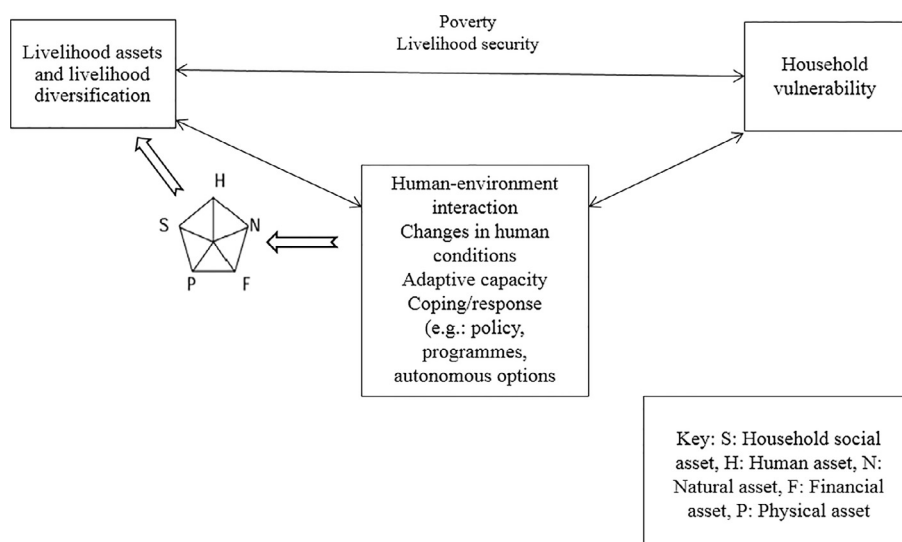 Poverty
Livelihood security
Livelihood assets
and livelihood
diversification
Household
vulnerability
H
S
N
P
F
Human-environment
interaction
Changes in human
conditions
Adaptive capacity
Coping/response
(e.g.: policy,
programmes,
autonomous options
Key: S: Household social
asset, H: Human asset, N:
Natural asset, F: Financial
asset, P: Physical asset